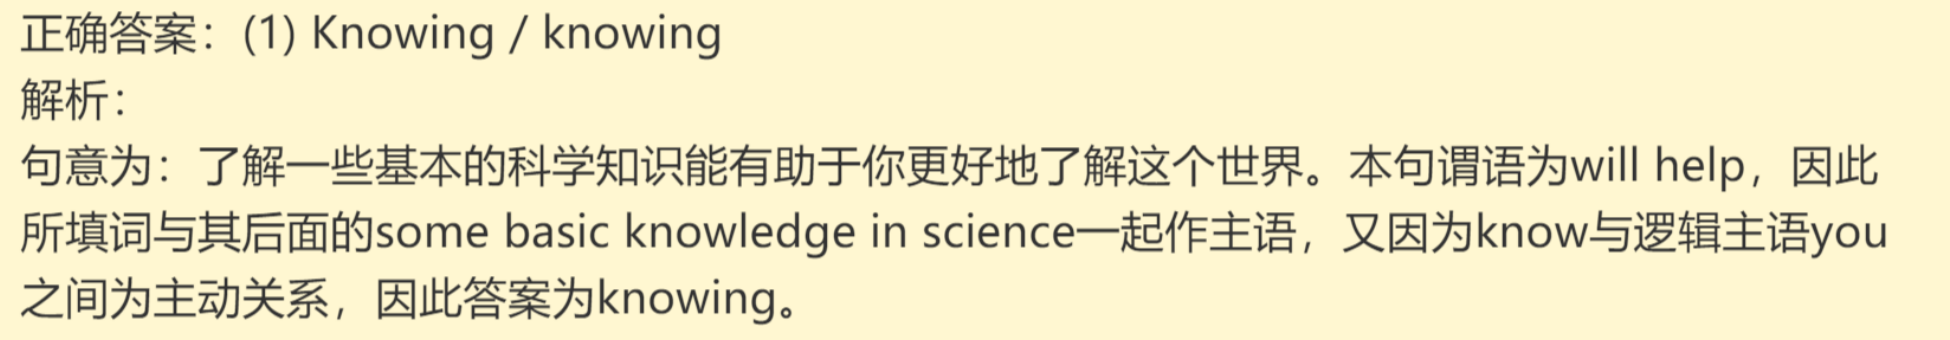 正确答案：(1) Knowing / knowing
解析：
句意为：了解一些基本的科学知识能有助于你更好地了解这个世界。本句谓语为will help，因此
所填词与其后面的some basic knowledge in science一起作主语，又因为know与逻辑主语you
之间为主动关系，因此答案为knowing。